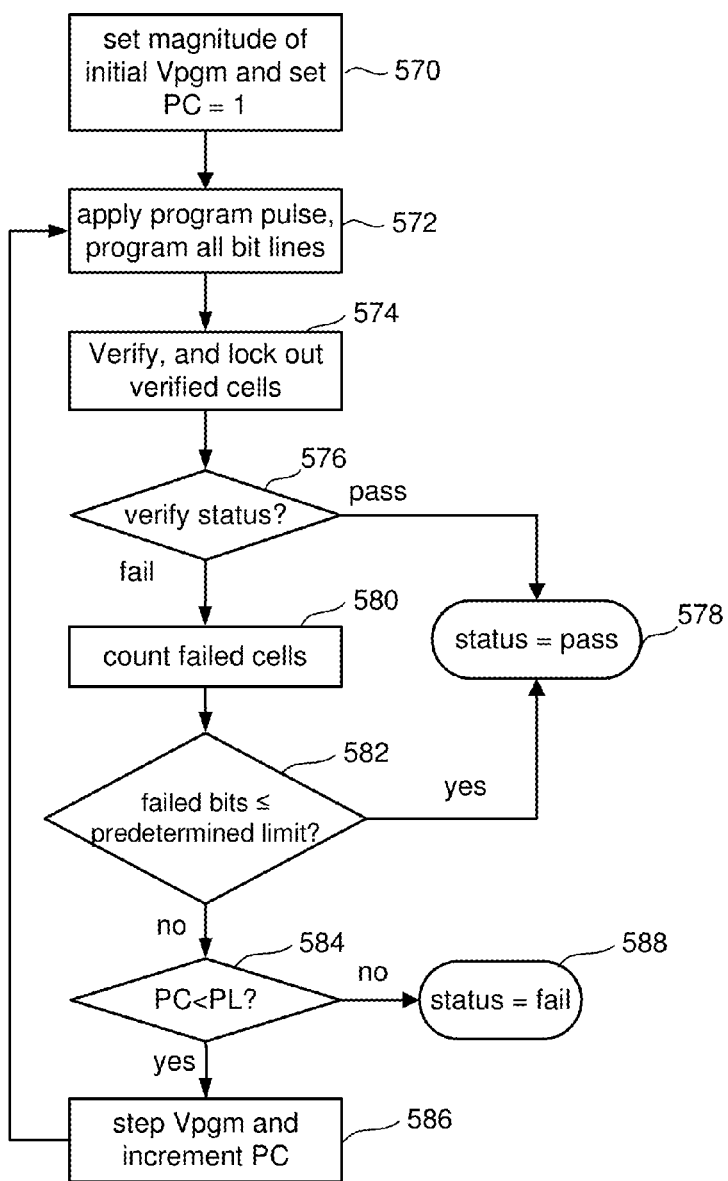 set magnitude of
initial Vpgm and set
PC = 1
570
apply program pulse,
program all bit lines
572
574
Verify, and lock out
verified cells
576
verify status?
pass
fail
580
count failed cells
status = pass
578
582
failed bits ≤
predetermined limit?
yes
no
584
PC<PL?
no
588
status = fail
yes
step Vpgm and
increment PC
586